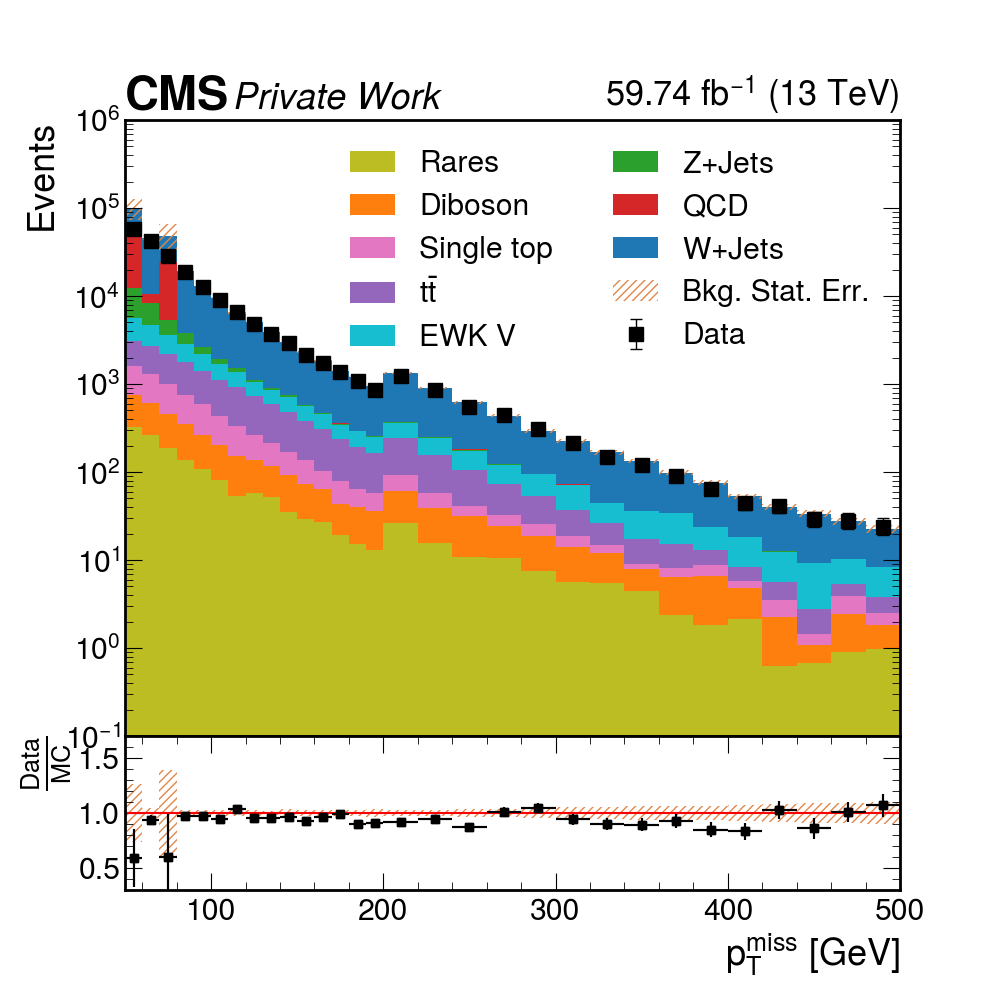 CMS Private Work 59.74 fb⁻¹ (13 TeV)
Events
10⁶
10⁵
10⁴
10³
10²
10¹
10⁰
10⁻¹
Rares
Diboson
Single top
tt̄
EWK V
Z+Jets
QCD
W+Jets
Bkg. Stat. Err.
Data
Data
MC
1.5
1.0
0.5
100 200 300 400 500
p_T^miss [GeV]